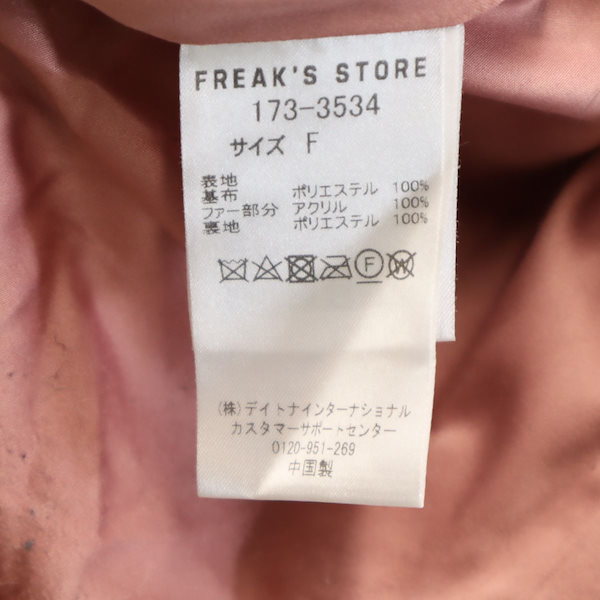 FREAK'S STORE
173-3534
サイズ F
表地
基布 ポリエステル 100%
ファー部分 アクリル 100%
裏地 ポリエステル 100%
F W
(株)デイトナインターナショナル
カスタマーサポートセンター
0120-951-269
中国製